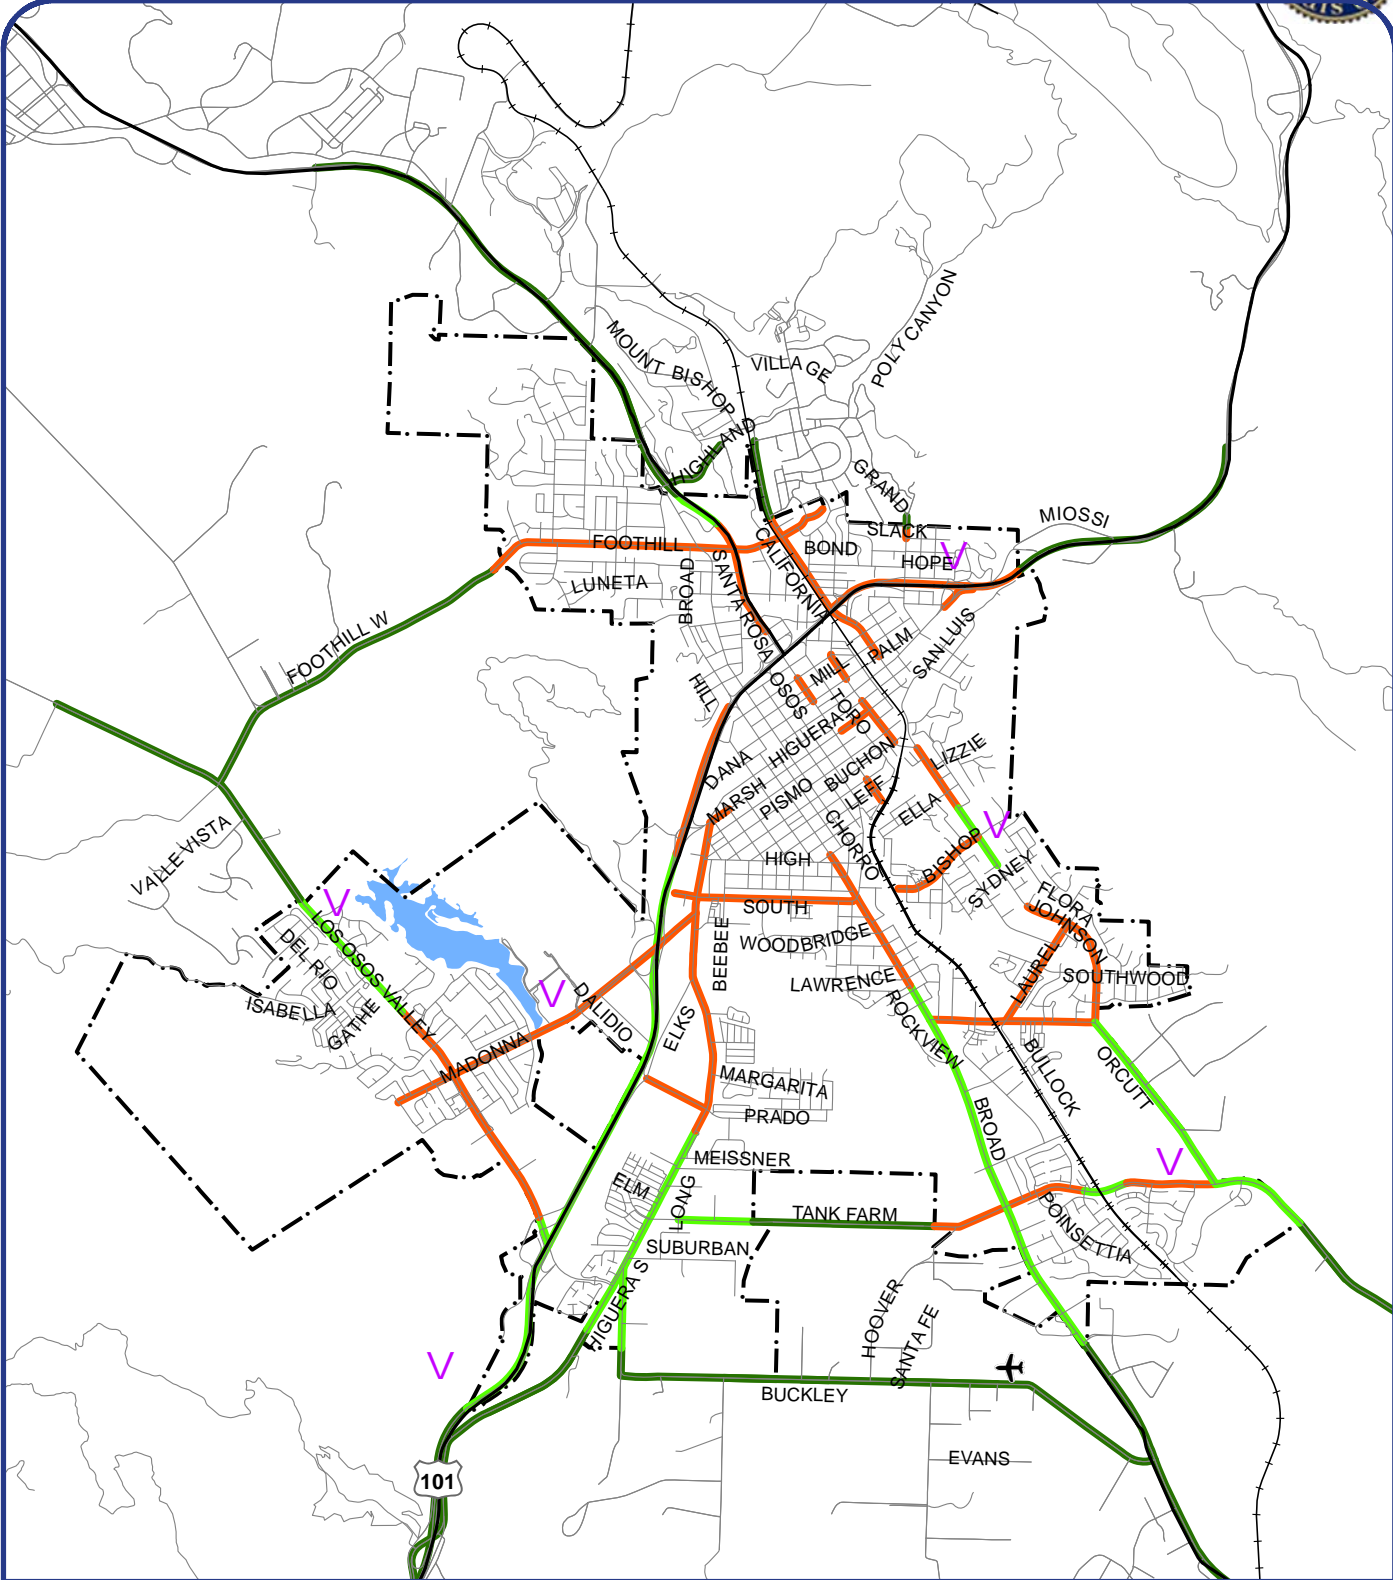 GIS
POLY CANYON
MOUNT BISHOP
VILLAGE
HIGHLAND
GRAND
MIOSSI
SLACK
FOOTHILL
CALIFORNIA
BOND
HOPE
LUNETA
BROAD
SANTA ROSA
FOOTHILL W
PALM
SAN LUIS
MILL
HILL
OSOS
TORO
HIGUERA
DANA
BUCHON
LIZZIE
MARSH
PISMO
LEFF
ELLA
CHORRO
VALLE VISTA
V
HIGH
BISHOP
SYDNEY
V
FLORA
JOHNSON
SOUTH
LOS OSOS VALLEY
DEL RIO
WOODBRIDGE
BEEBEE
LAUREL
SOUTHWOOD
LAWRENCE
V
DALIDIO
ISABELLA
GATHE
ELKS
ROCKVIEW
MADONNA
BULLOCK
ORCUTT
MARGARITA
PRADO
BROAD
MEISSNER
V
ELM
LONG
TANK FARM
POINSETTIA
SUBURBAN
HIGUERA S
HOOVER
SANTA FE
V
BUCKLEY
EVANS
101
V